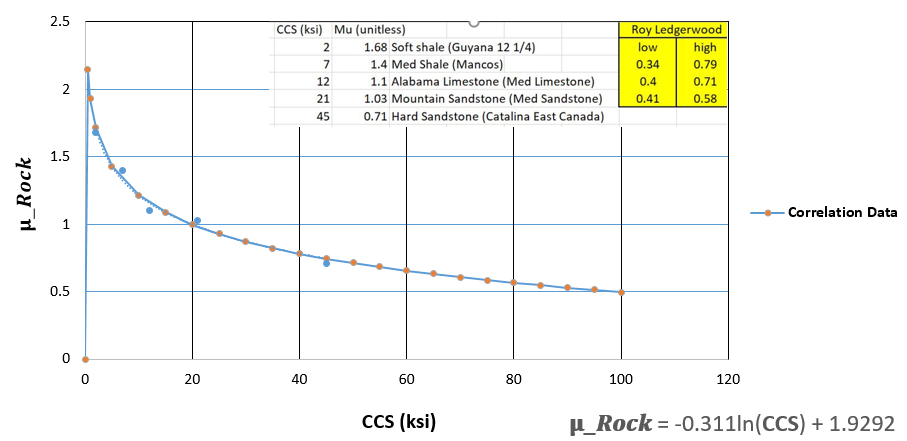 CCS (ksi) Mu (unitless) Roy Ledgerwood
2 1.68 Soft shale (Guyana 12 1/4) low high
7 1.4 Med Shale (Mancos) 0.34 0.79
12 1.1 Alabama Limestone (Med Limestone) 0.4 0.71
21 1.03 Mountain Sandstone (Med Sandstone) 0.41 0.58
45 0.71 Hard Sandstone (Catalina East Canada)
2.5
2
1.5
1
0.5
0
μ_Rock
Correlation Data
0 20 40 60 80 100 120
CCS (ksi)
μ_Rock = -0.311ln(CCS) + 1.9292